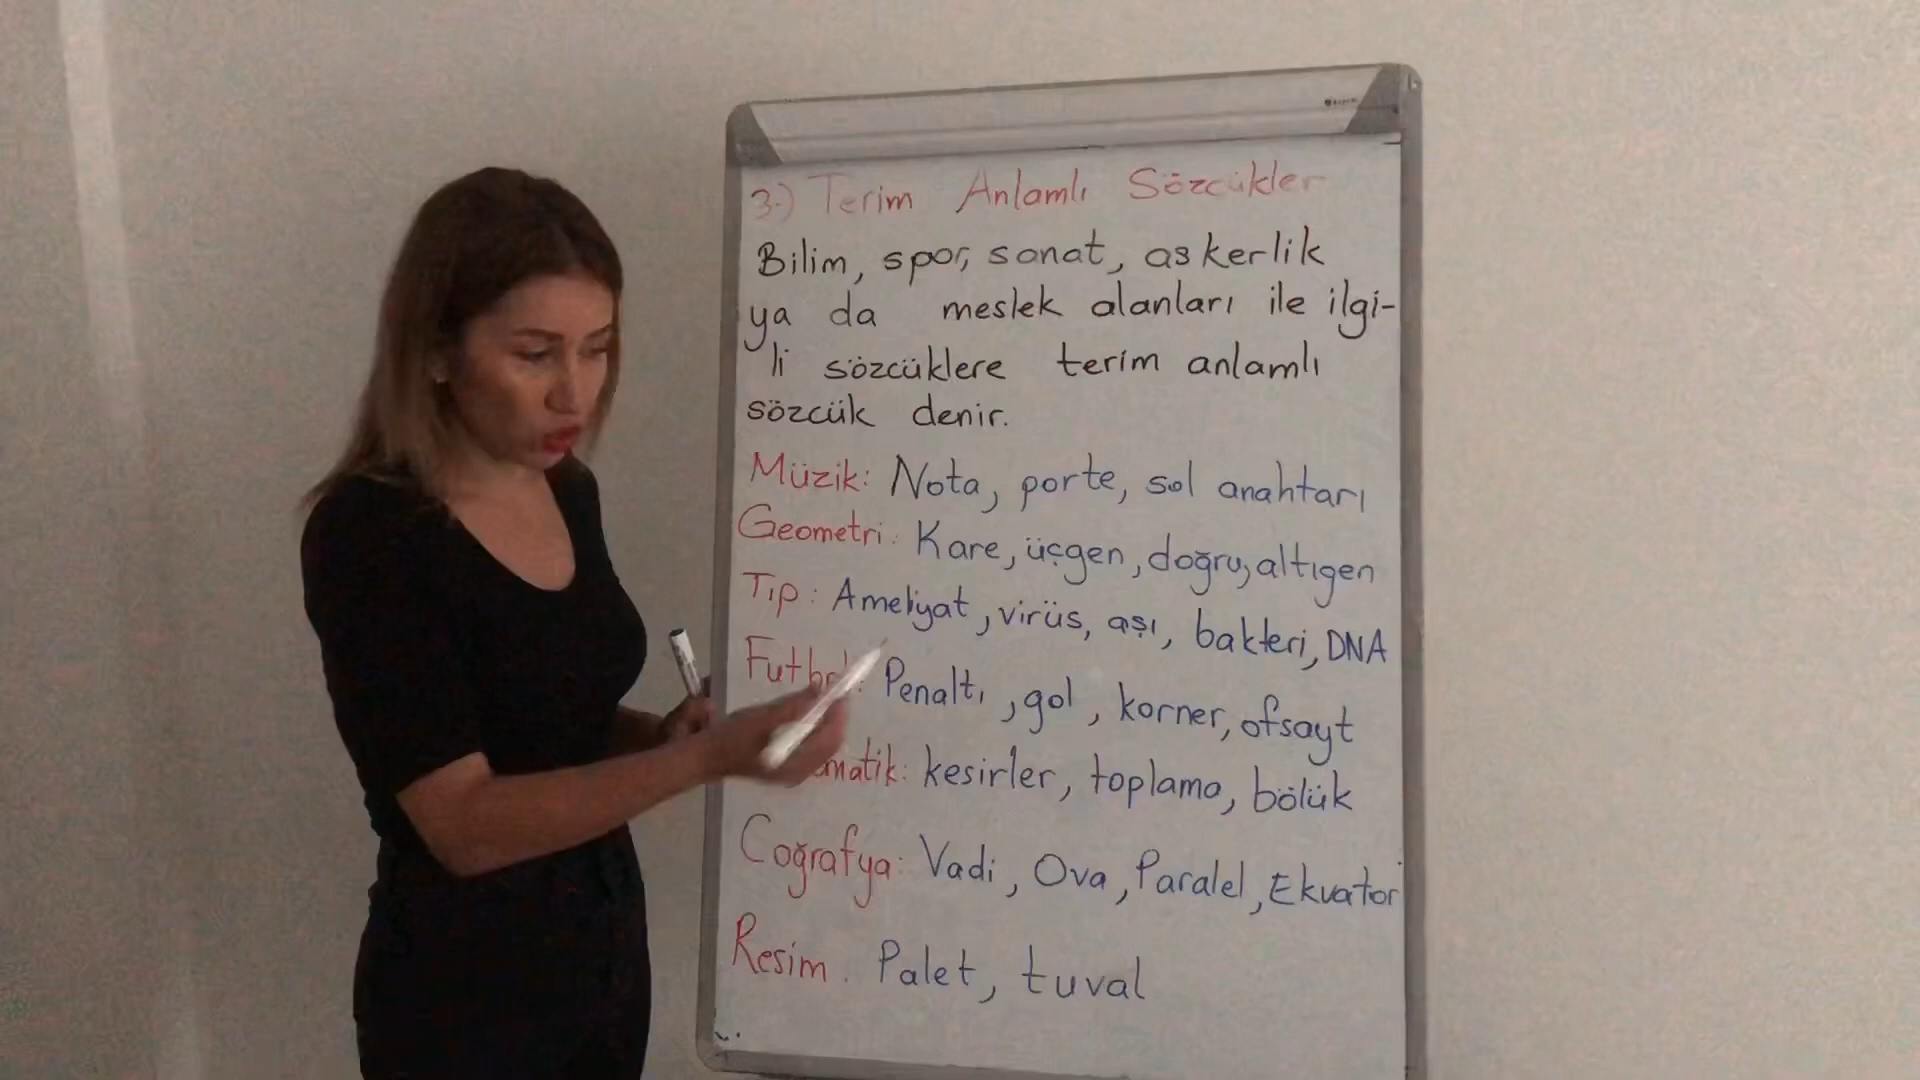 3.) Terim Anlamlı Sözcükler
Bilim, spor, sanat, askerlik
ya da meslek alanları ile ilgi-
li sözcüklere terim anlamlı
sözcük denir.
Müzik: Nota, porte, sol anahtarı
Geometri: Kare, üçgen, doğru, altıgen
Tıp: Ameliyat, virüs, aşı, bakteri, DNA
Penaltı, gol, korner, ofsayt
kesirler, toplama, bölük
Coğrafya: Vadi, Ova, Paralel, Ekvator
Resim. Palet, tuval